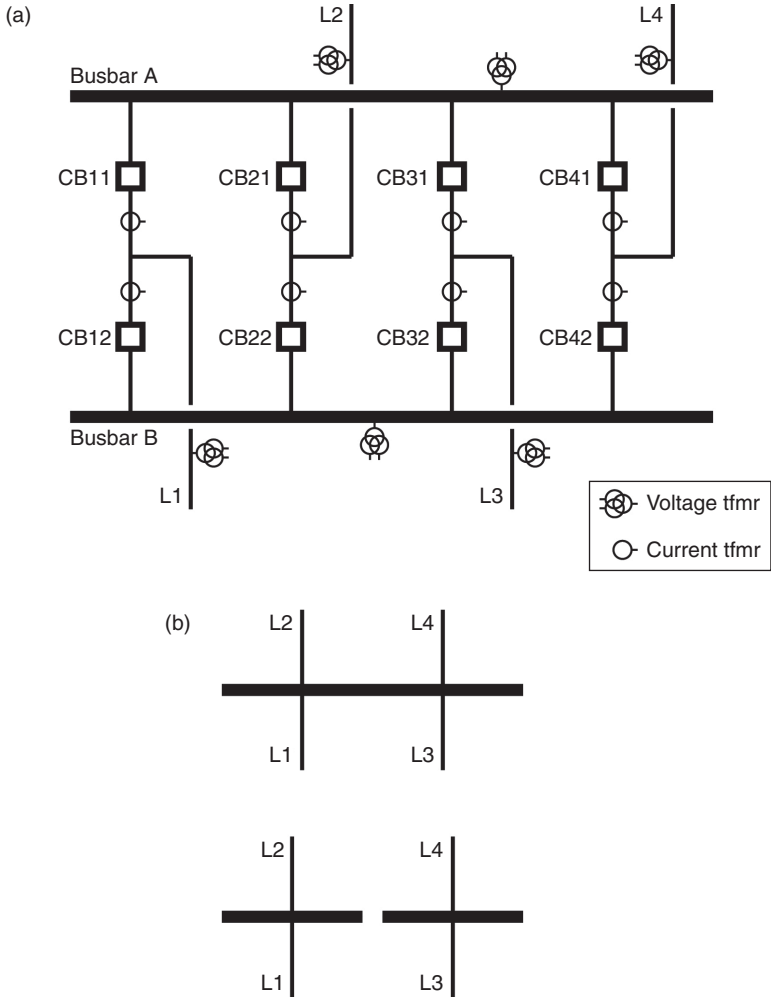 (a)
L2
L4
Busbar A
CB11
CB21
CB31
CB41
CB12
CB22
CB32
CB42
Busbar B
L1
L3
Voltage tfmr
Current tfmr
(b)
L2
L4
L1
L3
L2
L4
L1
L3